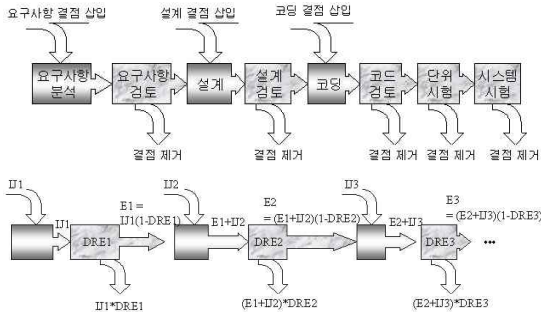 요구사항 결점 삽입
설계 결점 삽입
코딩 결점 삽입
요구사항
분석
요구사항
검토
설계
설계
검토
코딩
코드
검토
단위
시험
시스템
시험
결점 제거
결점 제거
결점 제거
결점 제거
결점 제거
IJ1
IJ1
E1 =
IJ1(1-DRE1)
DRE1
IJ1*DRE1
IJ2
E1+IJ2
E2
= (E1+IJ2)(1-DRE2)
DRE2
(E1+IJ2)*DRE2
IJ3
E2+IJ3
E3
= (E2+IJ3)(1-DRE3)
DRE3
(E2+IJ3)*DRE3
•••